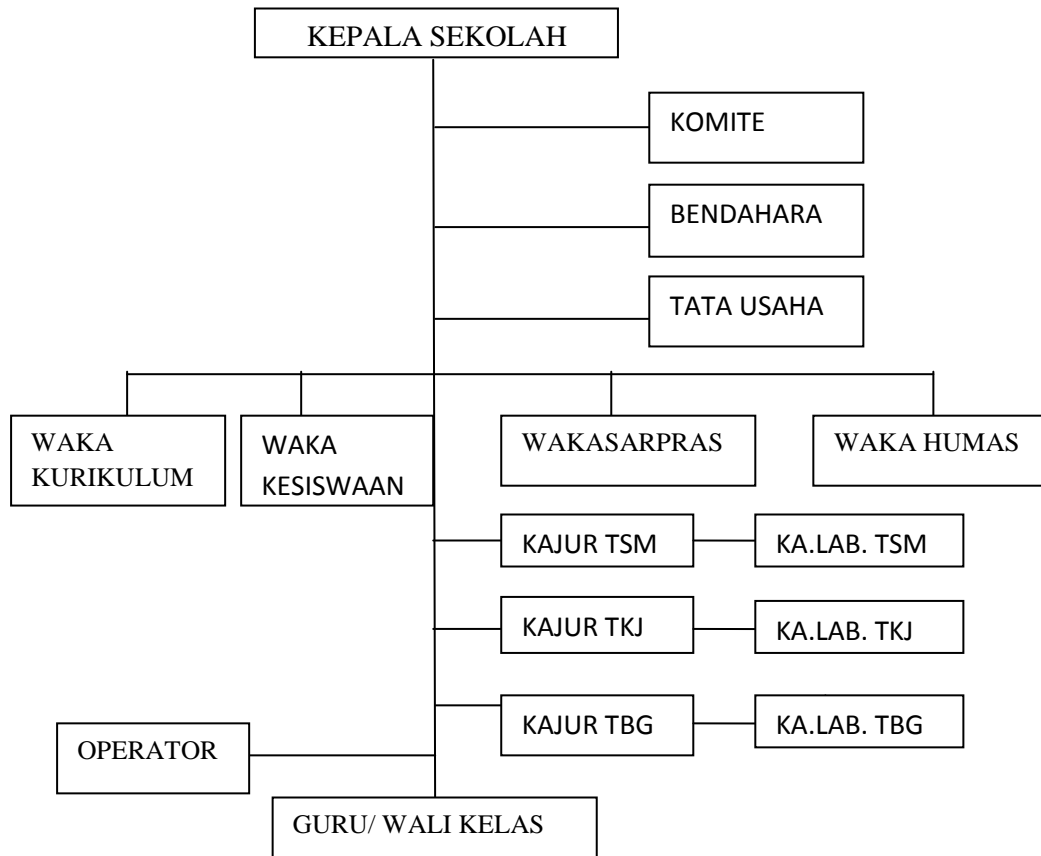 KEPALA SEKOLAH
KOMITE
BENDAHARA
TATA USAHA
WAKA
KURIKULUM
WAKA
KESISWAAN
WAKASARPRAS
WAKA HUMAS
KAJUR TSM
KA.LAB. TSM
KAJUR TKJ
KA.LAB. TKJ
KAJUR TBG
KA.LAB. TBG
OPERATOR
GURU/ WALI KELAS